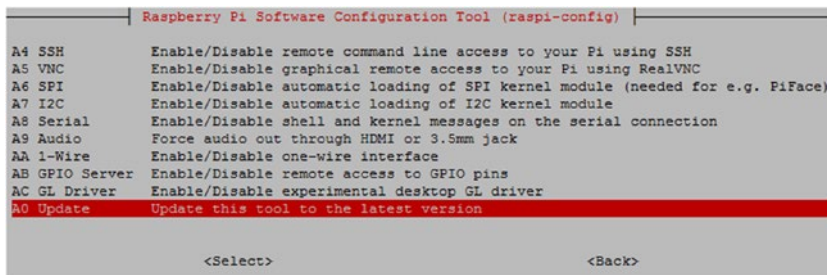 Raspberry Pi Software Configuration Tool (raspi-config)
A4 SSH Enable/Disable remote command line access to your Pi using SSH
A5 VNC Enable/Disable graphical remote access to your Pi using RealVNC
A6 SPI Enable/Disable automatic loading of SPI kernel module (needed for e.g. PiFace)
A7 I2C Enable/Disable automatic loading of I2C kernel module
A8 Serial Enable/Disable shell and kernel messages on the serial connection
A9 Audio Force audio out through HDMI or 3.5mm jack
AA 1-Wire Enable/Disable one-wire interface
AB GPIO Server Enable/Disable remote access to GPIO pins
AC GL Driver Enable/Disable experimental desktop GL driver
A0 Update Update this tool to the latest version
<Select> <Back>